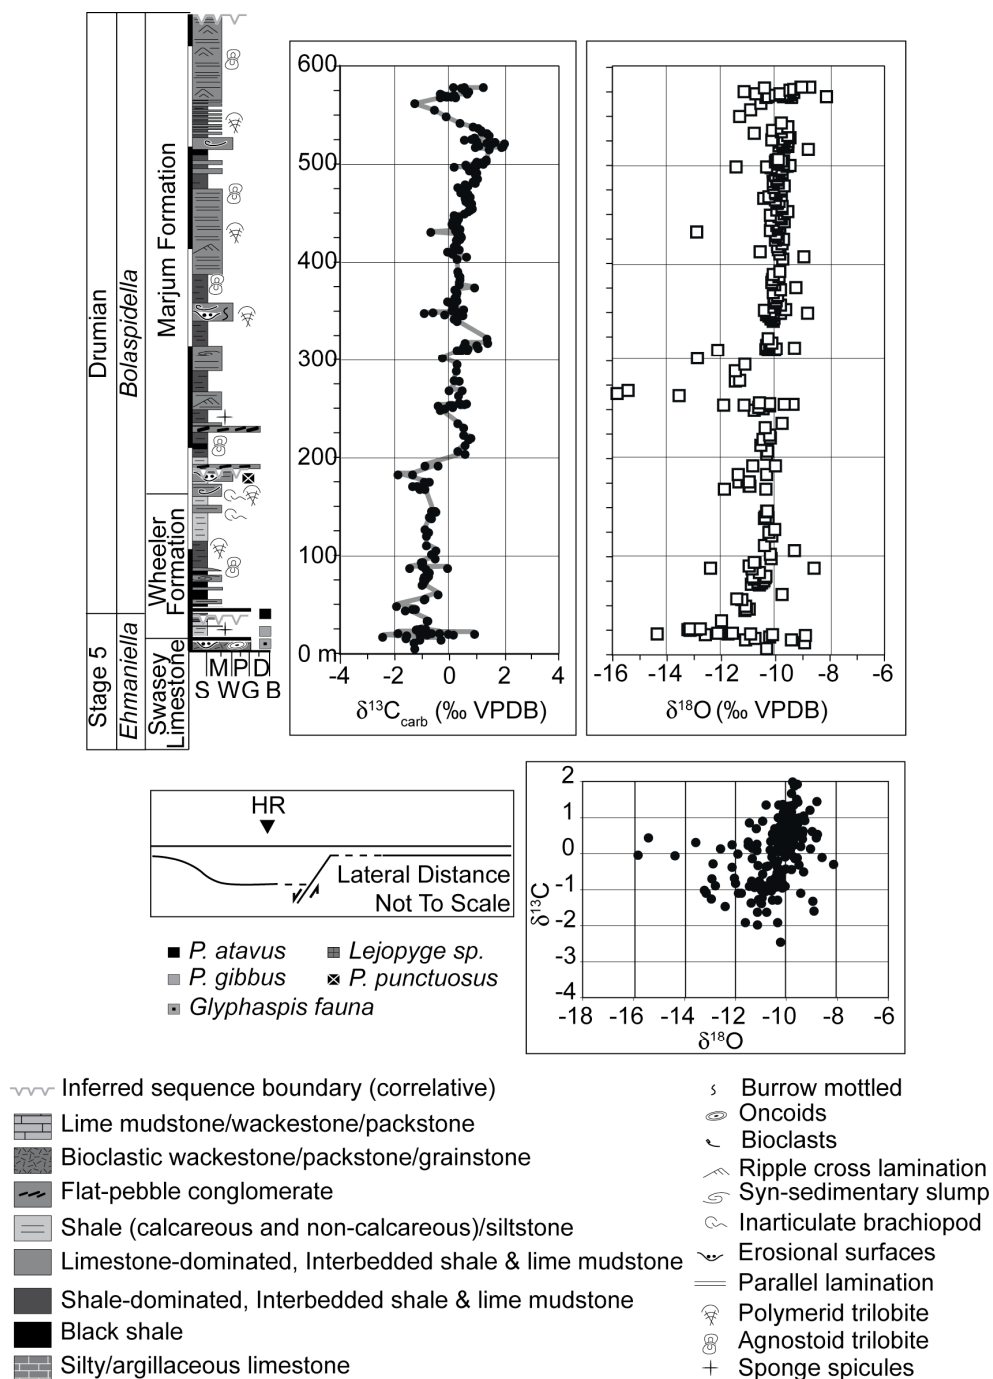 Drumian
Stage 5
Bolaspidella
Ehmaniella
Marjum Formation
Wheeler
Formation
Swasey
Limestone
M P D
S W G B
600
500
400
300
200
100
0 m
-4 -2 0 2 4
δ¹³Ccarb (‰ VPDB)
-16 -14 -12 -10 -8 -6
δ¹⁸O (‰ VPDB)
HR
Lateral Distance
Not To Scale
2
1
0
-1
-2
-3
-4
δ¹³C
-18 -16 -14 -12 -10 -8 -6
δ¹⁸O
P. atavus
Lejopyge sp.
P. gibbus
P. punctuosus
Glyphaspis fauna
Inferred sequence boundary (correlative)
Lime mudstone/wackestone/packstone
Bioclastic wackestone/packstone/grainstone
Flat-pebble conglomerate
Shale (calcareous and non-calcareous)/siltstone
Limestone-dominated, Interbedded shale & lime mudstone
Shale-dominated, Interbedded shale & lime mudstone
Black shale
Silty/argillaceous limestone
Burrow mottled
Oncoids
Bioclasts
Ripple cross lamination
Syn-sedimentary slump
Inarticulate brachiopod
Erosional surfaces
Parallel lamination
Polymerid trilobite
Agnostoid trilobite
Sponge spicules